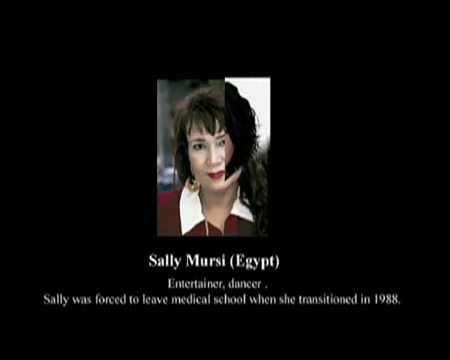 Sally Mursi (Egypt)
Entertainer, dancer .
Sally was forced to leave medical school when she transitioned in 1988.